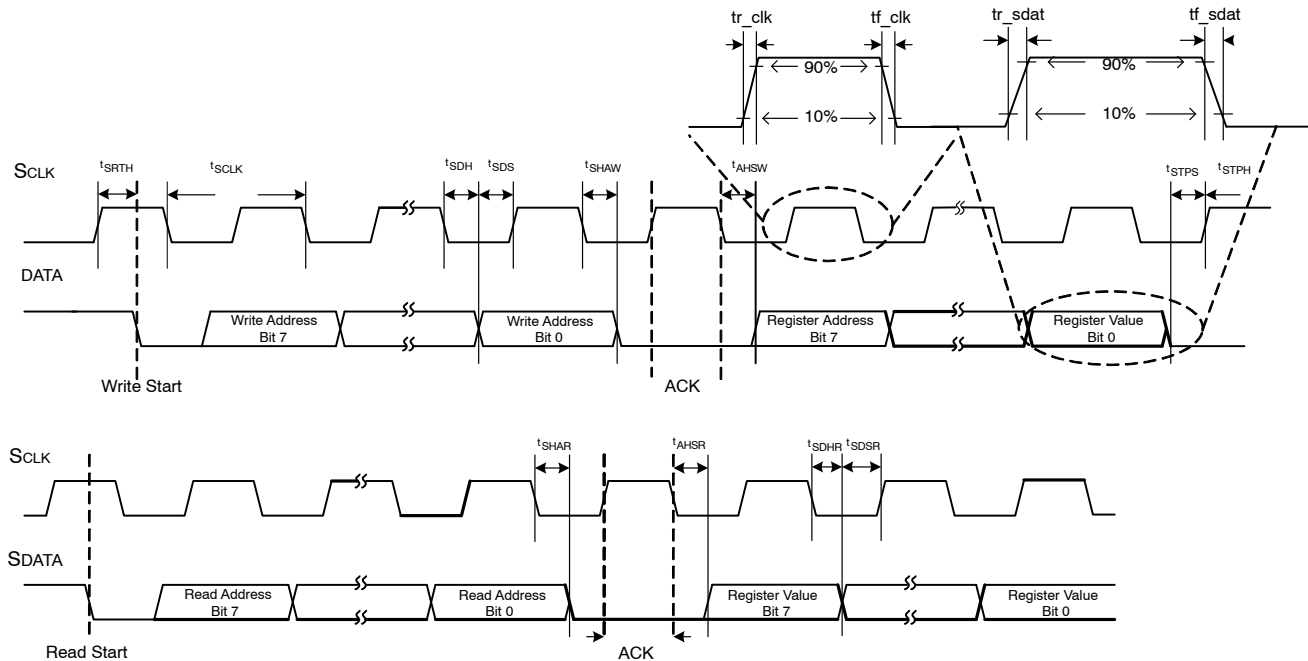 tr_clk tf_clk tr_sdat tf_sdat
90% 90%
10% 10%
SCLK tSRTH tSCLK tSDH tSDS tSHAW tAHSW tSTPS tSTPH
DATA
Write Address Write Address Register Address Register Value
Bit 7 Bit 0 Bit 7 Bit 0
Write Start ACK
SCLK tSHAR tAHSR tSDHR tSDSR
SDATA
Read Address Read Address Register Value Register Value
Bit 7 Bit 0 Bit 7 Bit 0
Read Start ACK